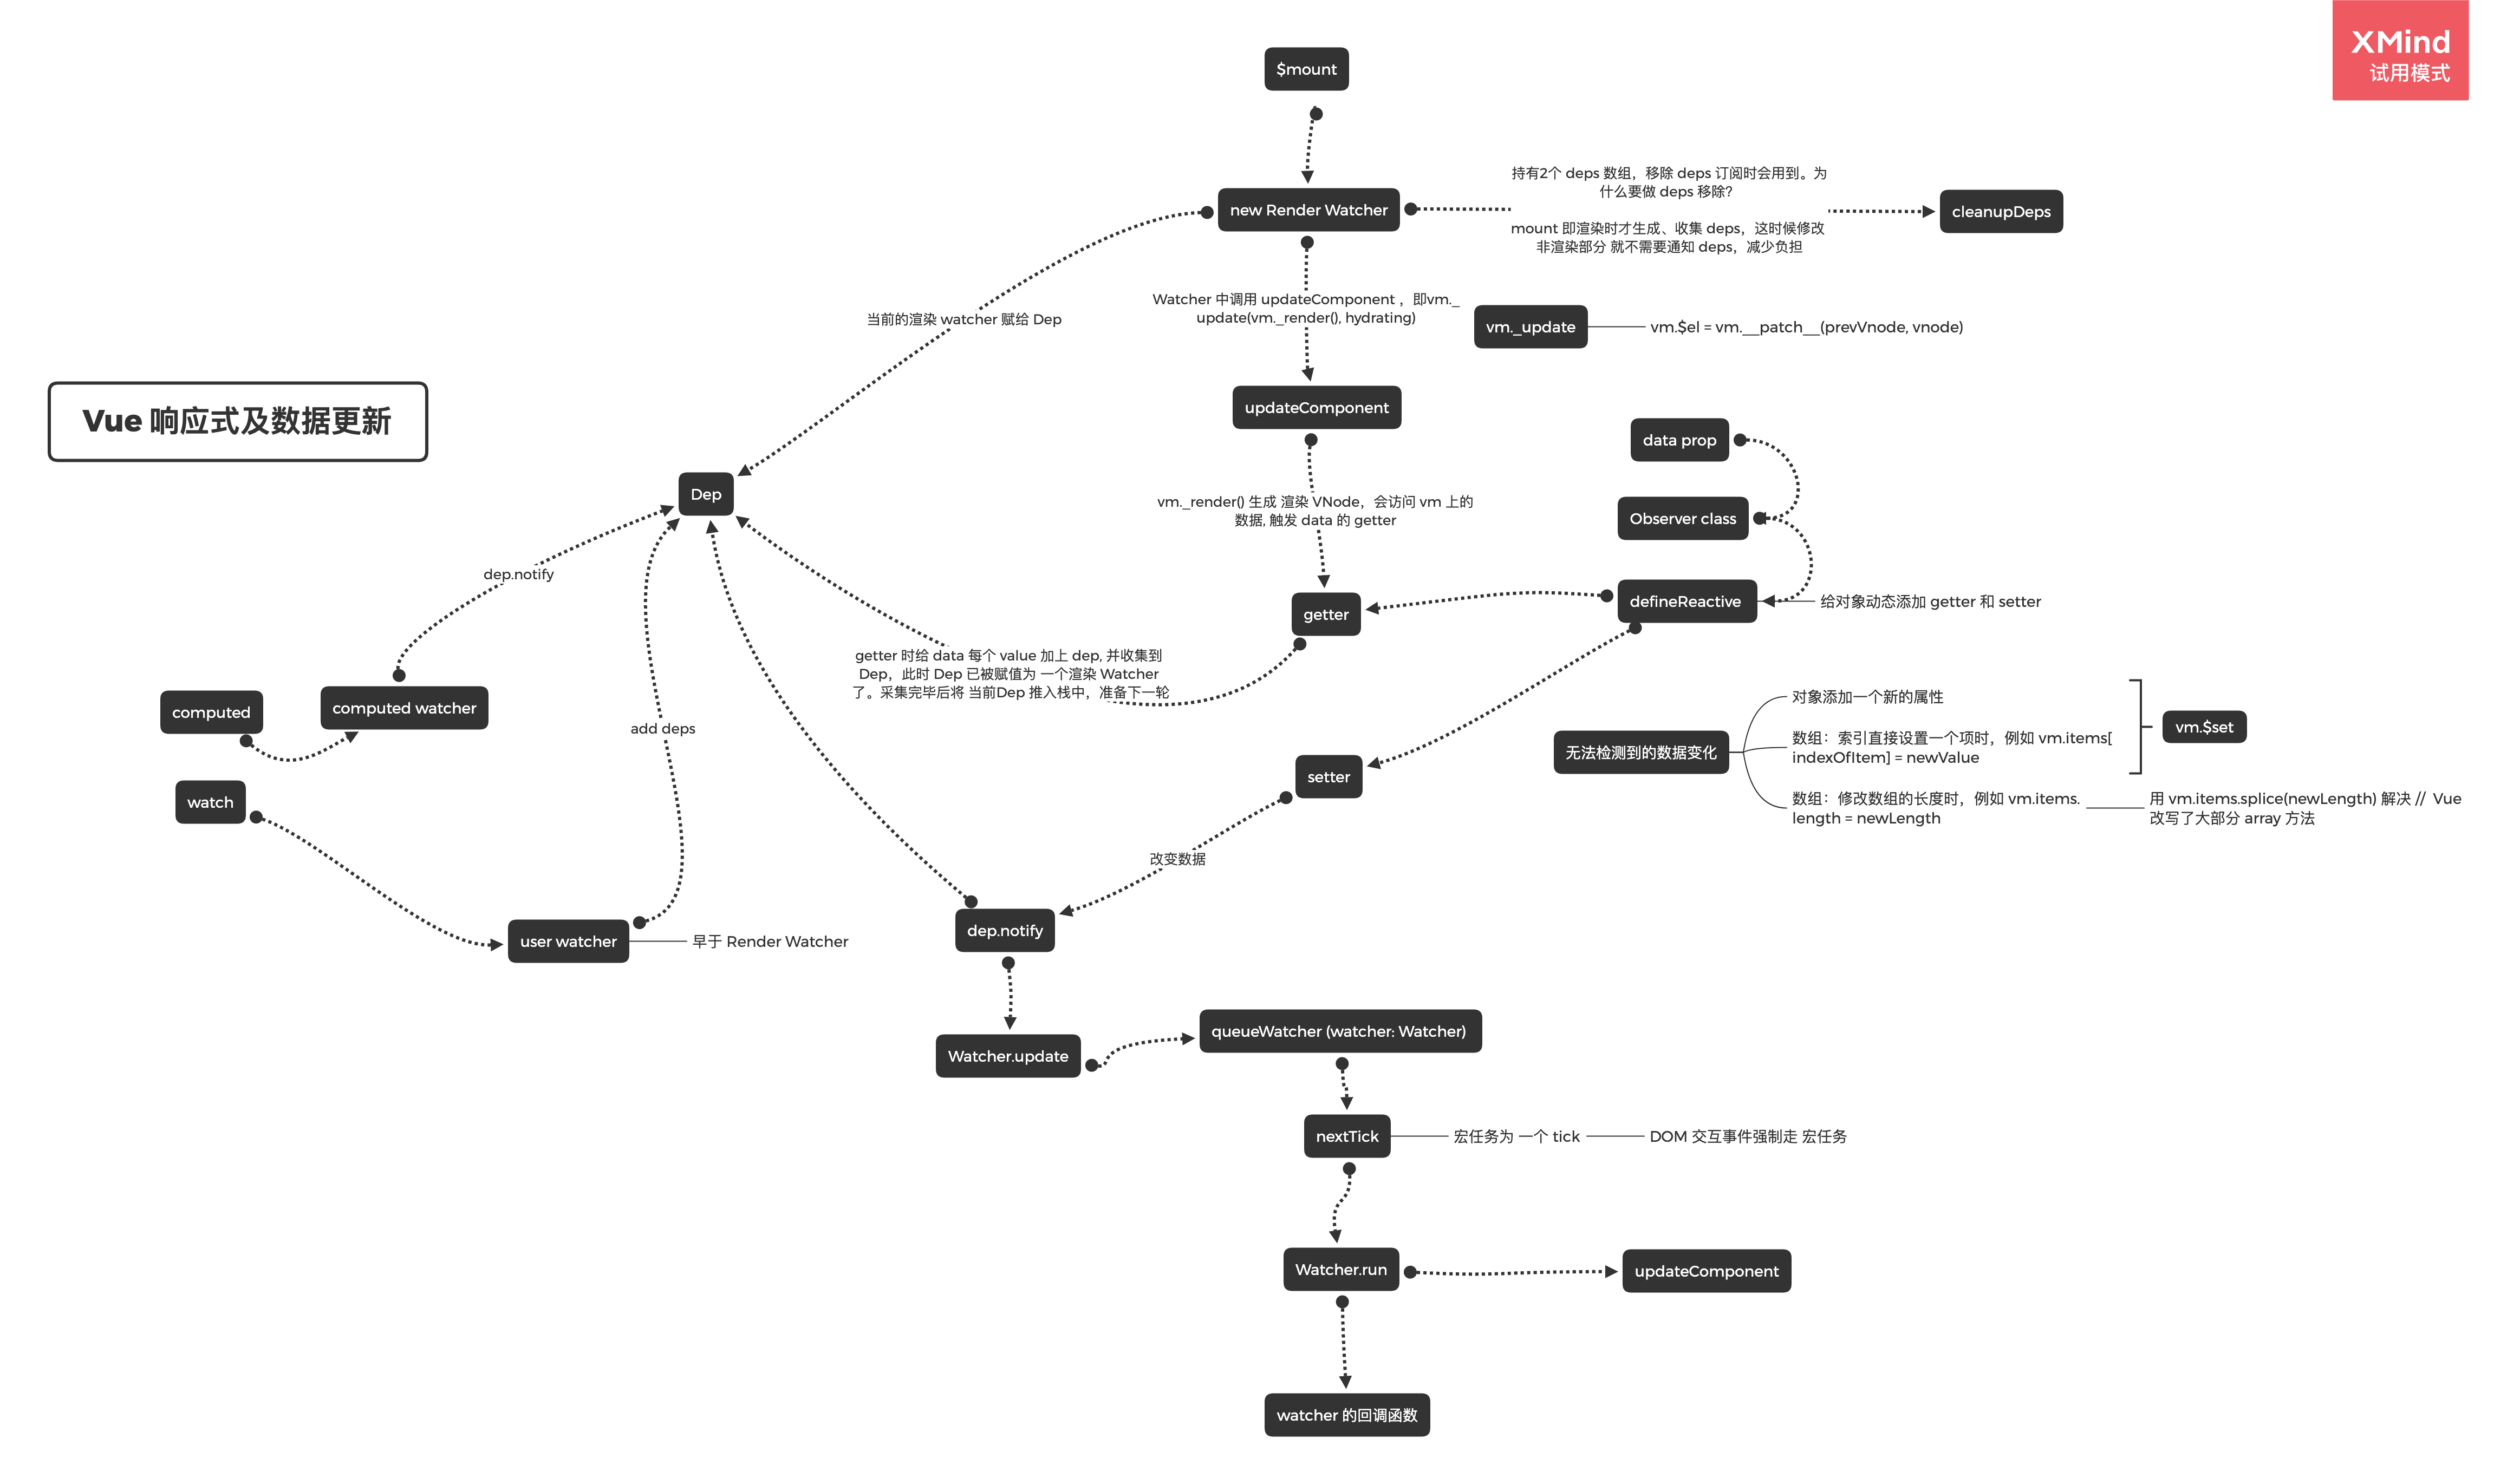 XMind
试用模式
$mount
new Render Watcher
持有2个 deps 数组，移除 deps 订阅时会用到。为
什么要做 deps 移除?
mount 即渲染时才生成、收集 deps，这时候修改
非渲染部分 就不需要通知 deps，减少负担
cleanupDeps
当前的渲染 watcher 赋给 Dep
Watcher 中调用 updateComponent ，即vm._
update(vm._render(), hydrating)
vm._update
vm.$el = vm.__patch__(prevVnode, vnode)
Vue 响应式及数据更新
updateComponent
data prop
Dep
vm._render() 生成 渲染 VNode，会访问 vm 上的
数据, 触发 data 的 getter
Observer class
dep.notify
getter
defineReactive
给对象动态添加 getter 和 setter
getter 时给 data 每个 value 加上 dep, 并收集到
Dep，此时 Dep 已被赋值为 一个渲染 Watcher
了。采集完毕后将 当前Dep 推入栈中，准备下一轮
computed
computed watcher
add deps
无法检测到的数据变化
对象添加一个新的属性
数组：索引直接设置一个项时，例如 vm.items[
indexOfItem] = newValue
vm.$set
数组：修改数组的长度时，例如 vm.items.
length = newLength
用 vm.items.splice(newLength) 解决 // Vue
改写了大部分 array 方法
watch
setter
改变数据
user watcher
早于 Render Watcher
dep.notify
Watcher.update
queueWatcher (watcher: Watcher)
nextTick
宏任务为 一个 tick
DOM 交互事件强制走 宏任务
Watcher.run
updateComponent
watcher 的回调函数